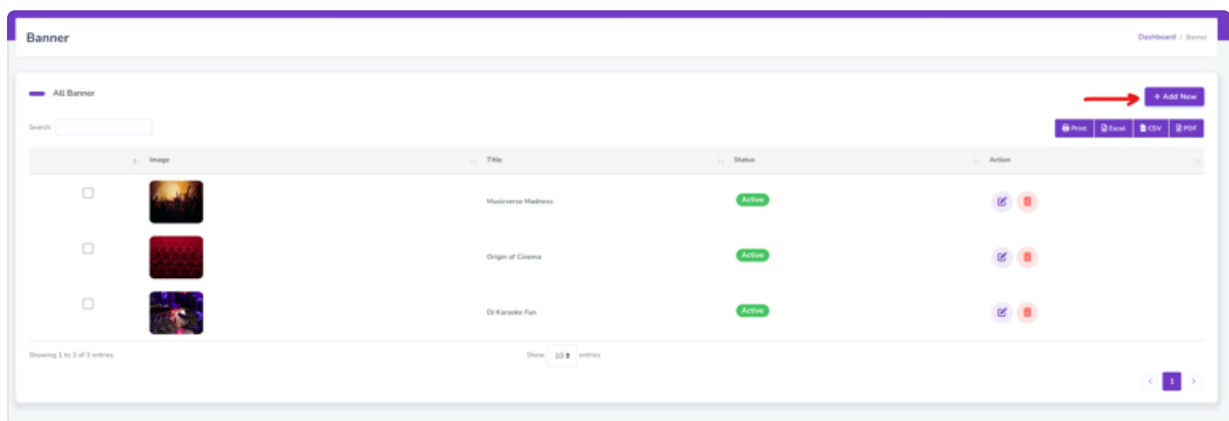 Banner
Dashboard / Banner
All Banner
+ Add New
Search:
Print Excel CSV PDF
Image Title Status Action
Musicverse Madness Active
Origin of Cinema Active
DJ Karaoke Fun Active
Showing 1 to 3 of 3 entries
Show 10 entries
< 1 >